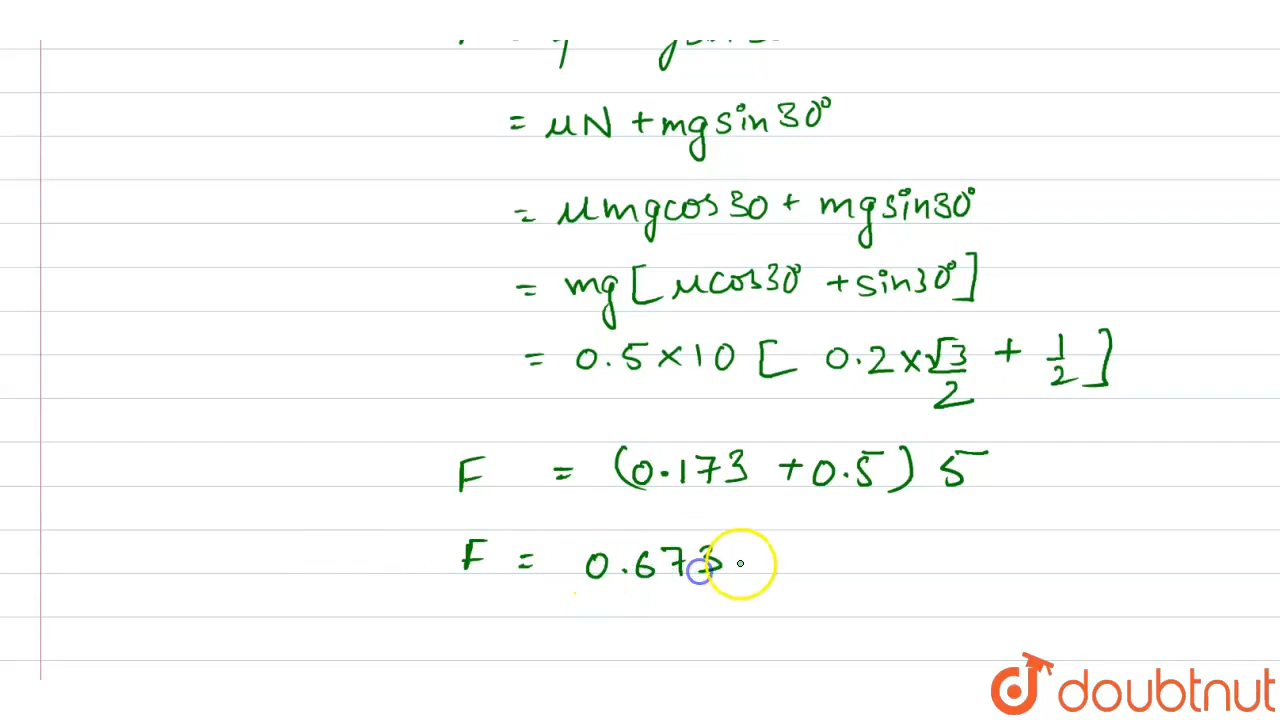 = μN + mg sin 30°
= μ mg cos 30 + mg sin 30°
= mg [ μ cos 30° + sin 30° ]
= 0.5 × 10 [ 0.2 × √3/2 + 1/2 ]
F = (0.173 + 0.5) 5
F = 0.673
doubtnut